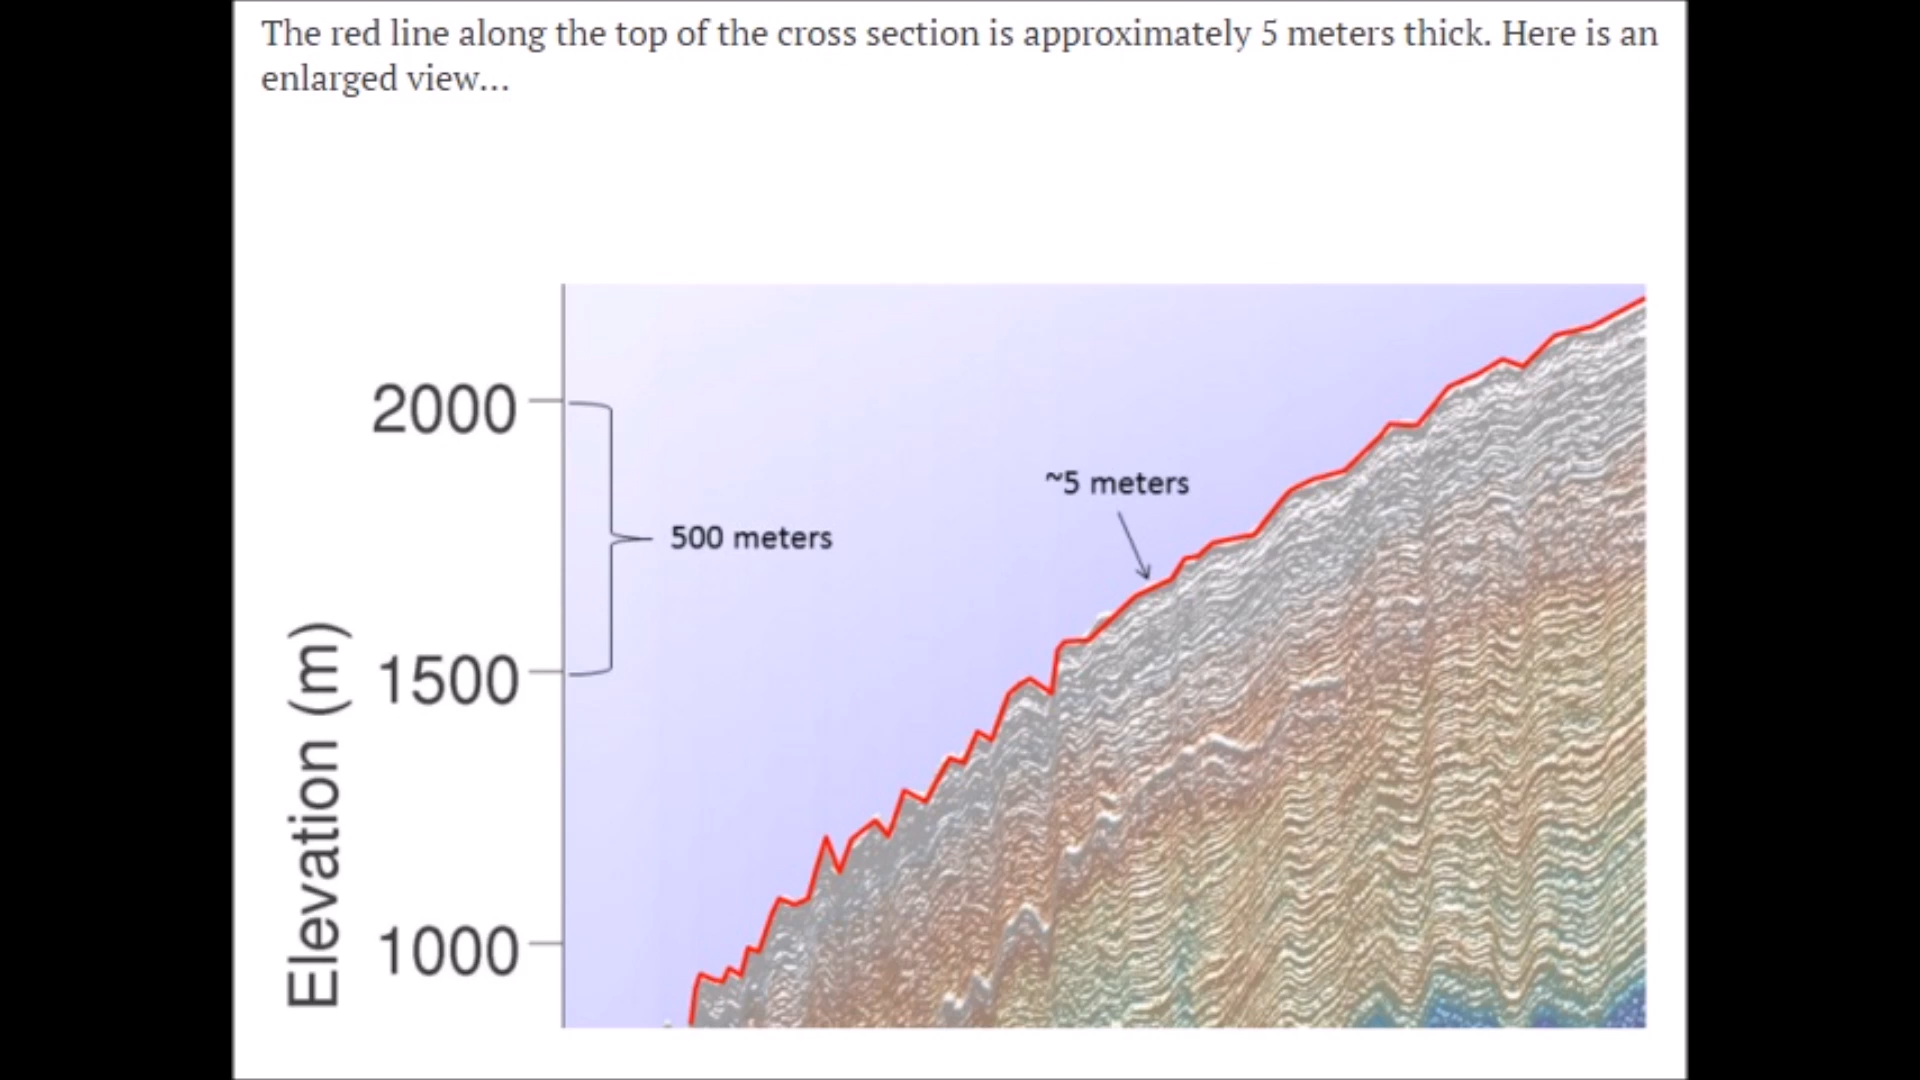 The red line along the top of the cross section is approximately 5 meters thick. Here is an
enlarged view...
2000
~5 meters
500 meters
1500
Elevation (m)
1000